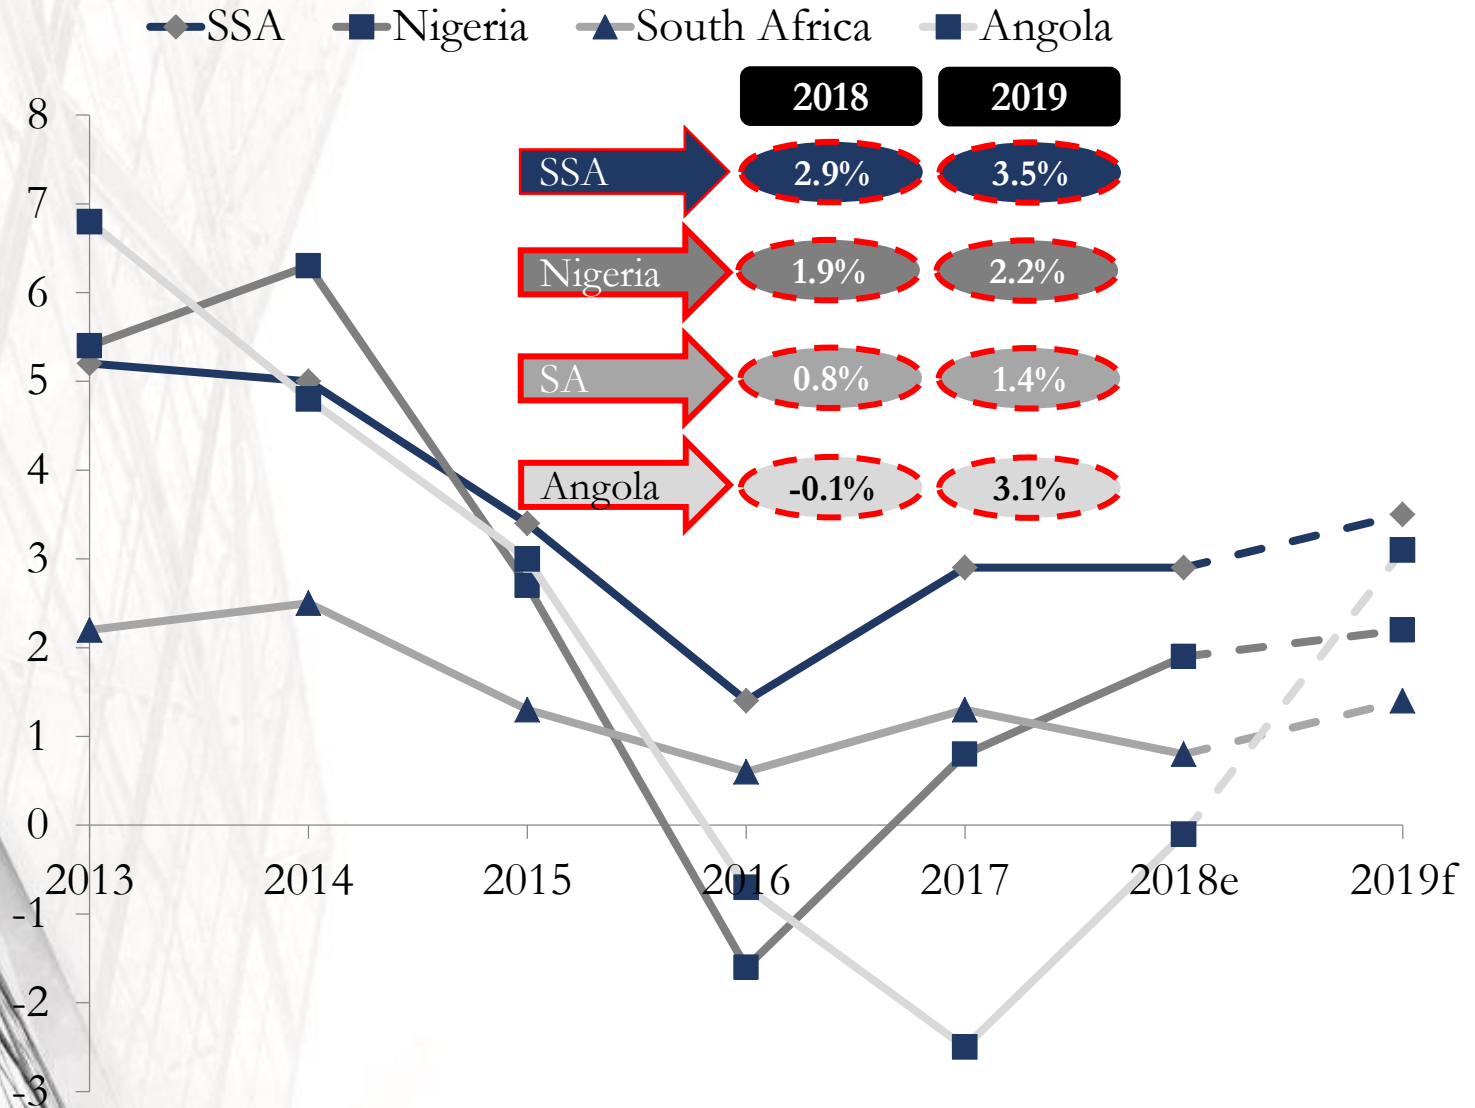 SSA Nigeria South Africa Angola
2018 2019
8
SSA 2.9% 3.5%
7
Nigeria 1.9% 2.2%
6
5
SA 0.8% 1.4%
4
Angola -0.1% 3.1%
3
2
1
0
2013 2014 2015 2016 2017 2018e 2019f
-1
-2
-3